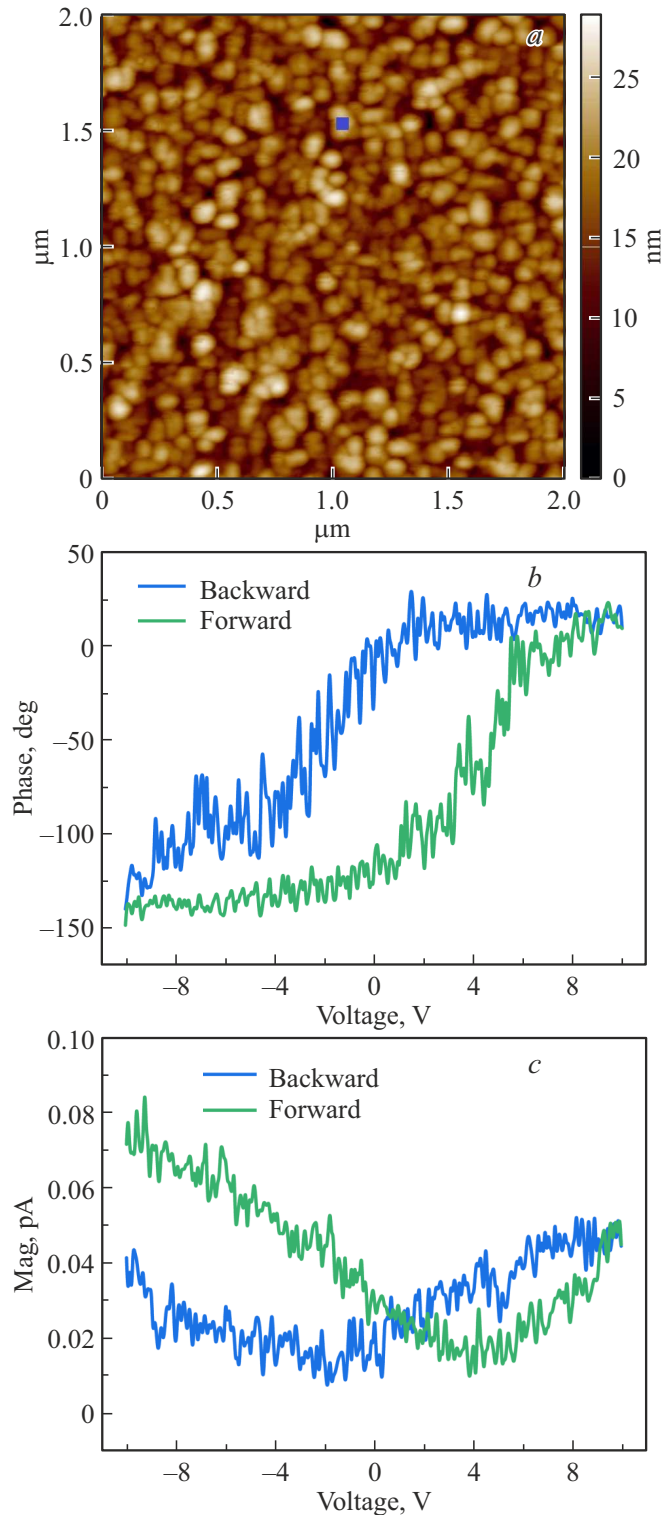 2.0
a
1.5
1.0
0.5
0
μm
0
0.5
1.0
1.5
2.0
μm
25
20
15
10
5
0
nm
50
0
–50
–100
–150
Phase, deg
Backward
Forward
b
–8
–4
0
4
8
Voltage, V
0.10
0.08
0.06
0.04
0.02
0
Mag, pA
Backward
Forward
c
–8
–4
0
4
8
Voltage, V